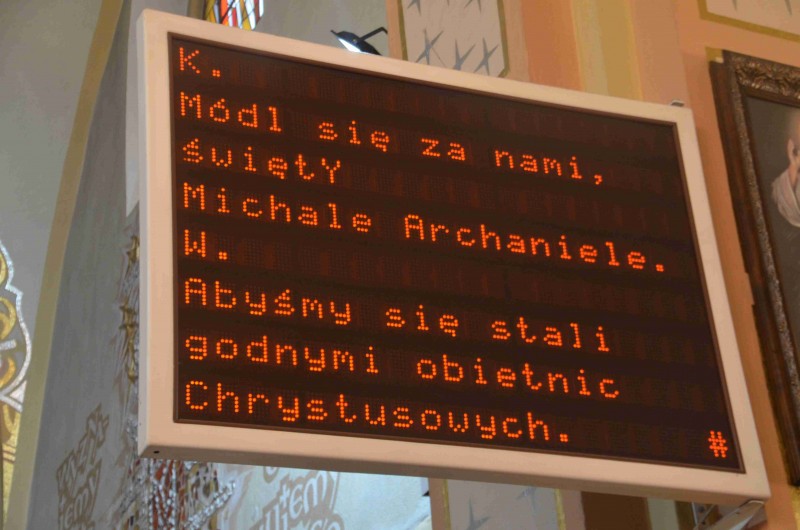 K.
Módl się za nami,
święty
Michale Archaniele.
W.
Abyśmy się stali
godnymi obietnic
Chrystusowych.
#